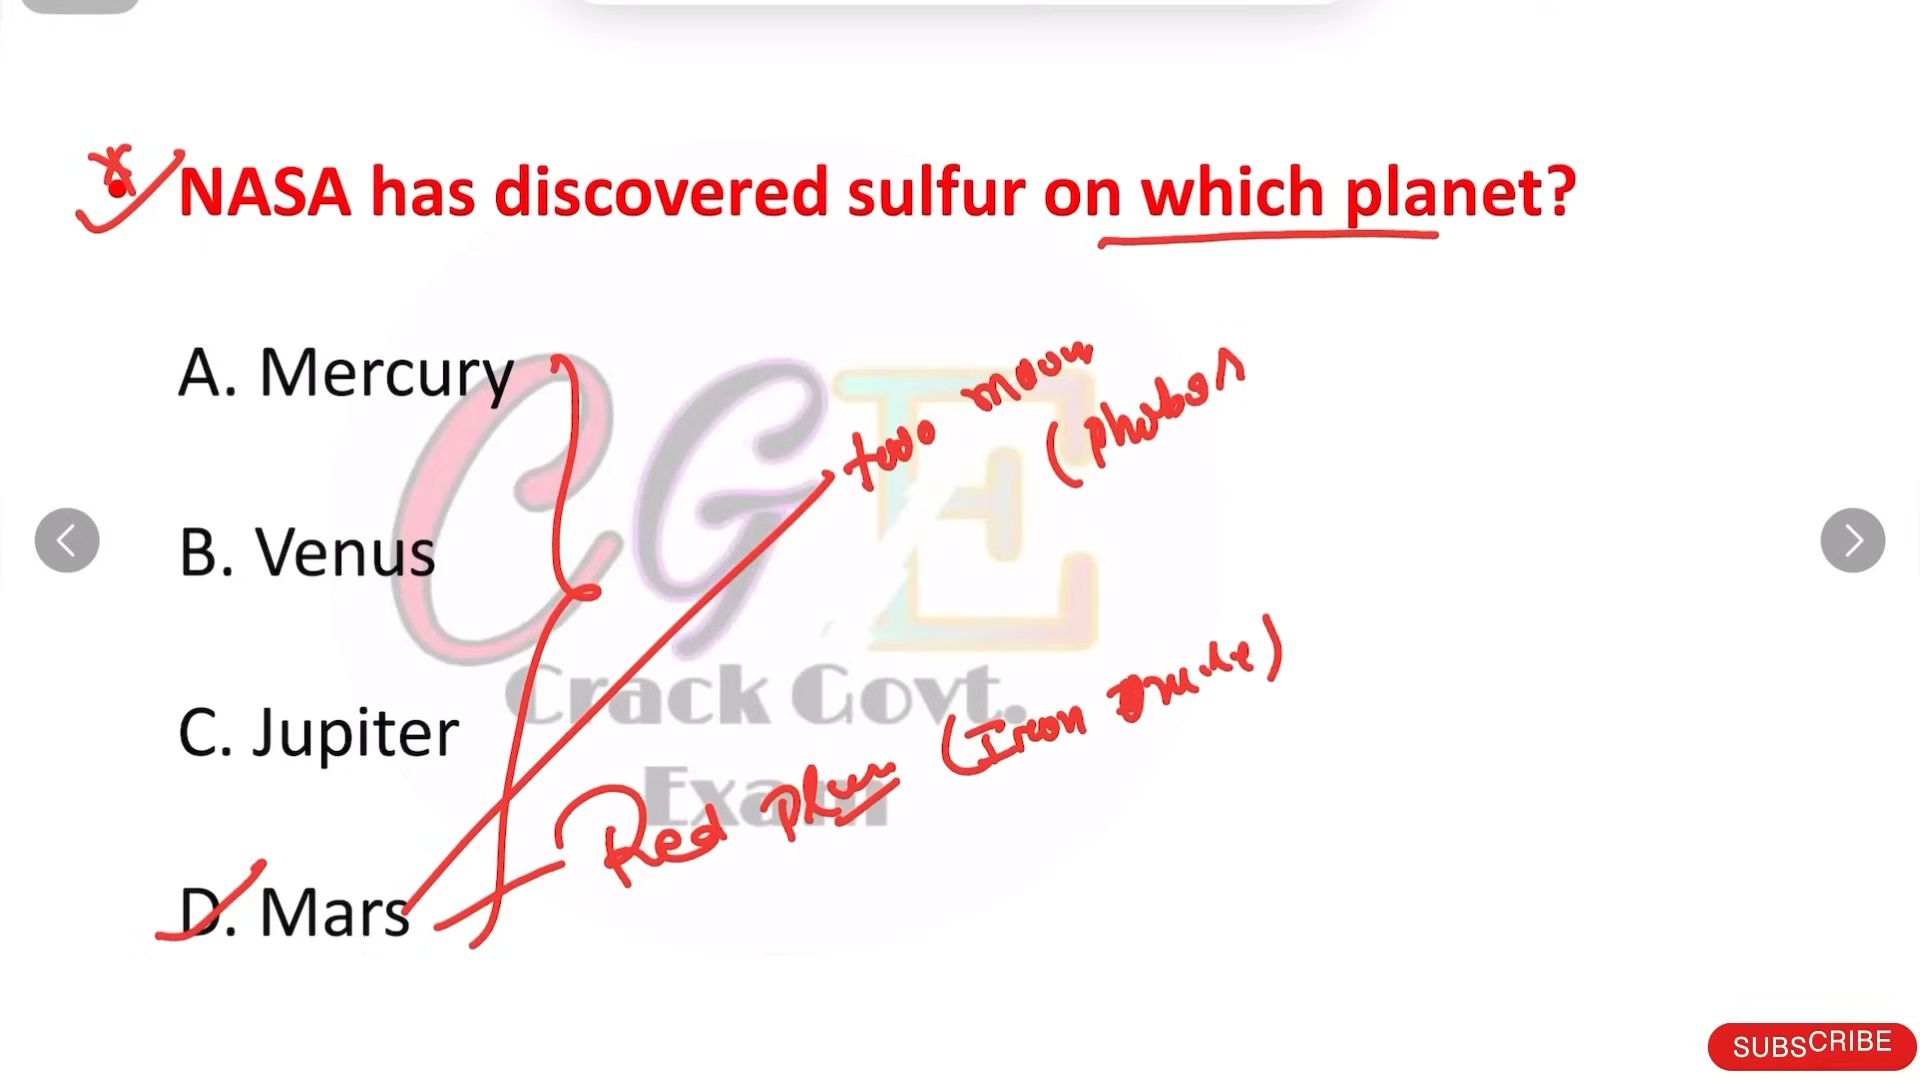 NASA has discovered sulfur on which planet?
A. Mercury
two moon
(Phobos
B. Venus
CGE
Crack Govt.
Exam
C. Jupiter
Red (Iron
D. Mars
SUBSCRIBE